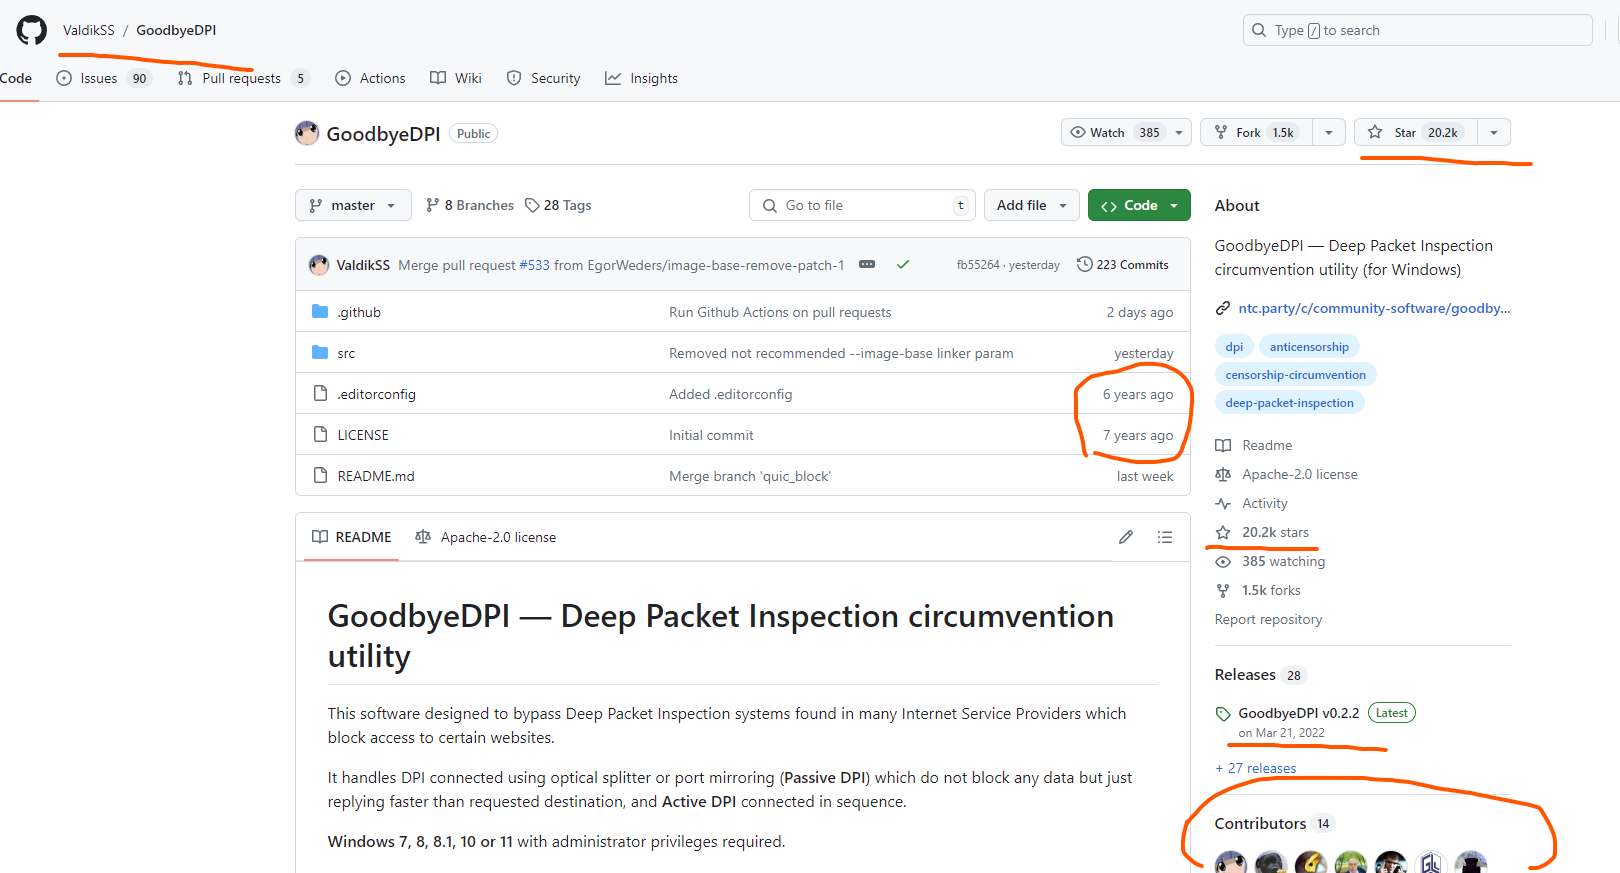 ValdikSS / GoodbyeDPI
Type / to search
Code Issues 90 Pull requests 5 Actions Wiki Security Insights
GoodbyeDPI Public
Watch 385 Fork 1.5k Star 20.2k
master 8 Branches 28 Tags Go to file t Add file Code
ValdikSS Merge pull request #533 from EgorWeders/image-base-remove-patch-1 fb55264 · yesterday 223 Commits
.github Run Github Actions on pull requests 2 days ago
src Removed not recommended --image-base linker param yesterday
.editorconfig Added .editorconfig 6 years ago
LICENSE Initial commit 7 years ago
README.md Merge branch 'quic_block' last week
README Apache-2.0 license
GoodbyeDPI — Deep Packet Inspection circumvention
utility
This software designed to bypass Deep Packet Inspection systems found in many Internet Service Providers which
block access to certain websites.
It handles DPI connected using optical splitter or port mirroring (Passive DPI) which do not block any data but just
replying faster than requested destination, and Active DPI connected in sequence.
Windows 7, 8, 8.1, 10 or 11 with administrator privileges required.
About
GoodbyeDPI — Deep Packet Inspection
circumvention utility (for Windows)
ntc.party/c/community-software/goodby...
dpi anticensorship
censorship-circumvention
deep-packet-inspection
Readme
Apache-2.0 license
Activity
20.2k stars
385 watching
1.5k forks
Report repository
Releases 28
GoodbyeDPI v0.2.2 Latest
on Mar 21, 2022
+ 27 releases
Contributors 14